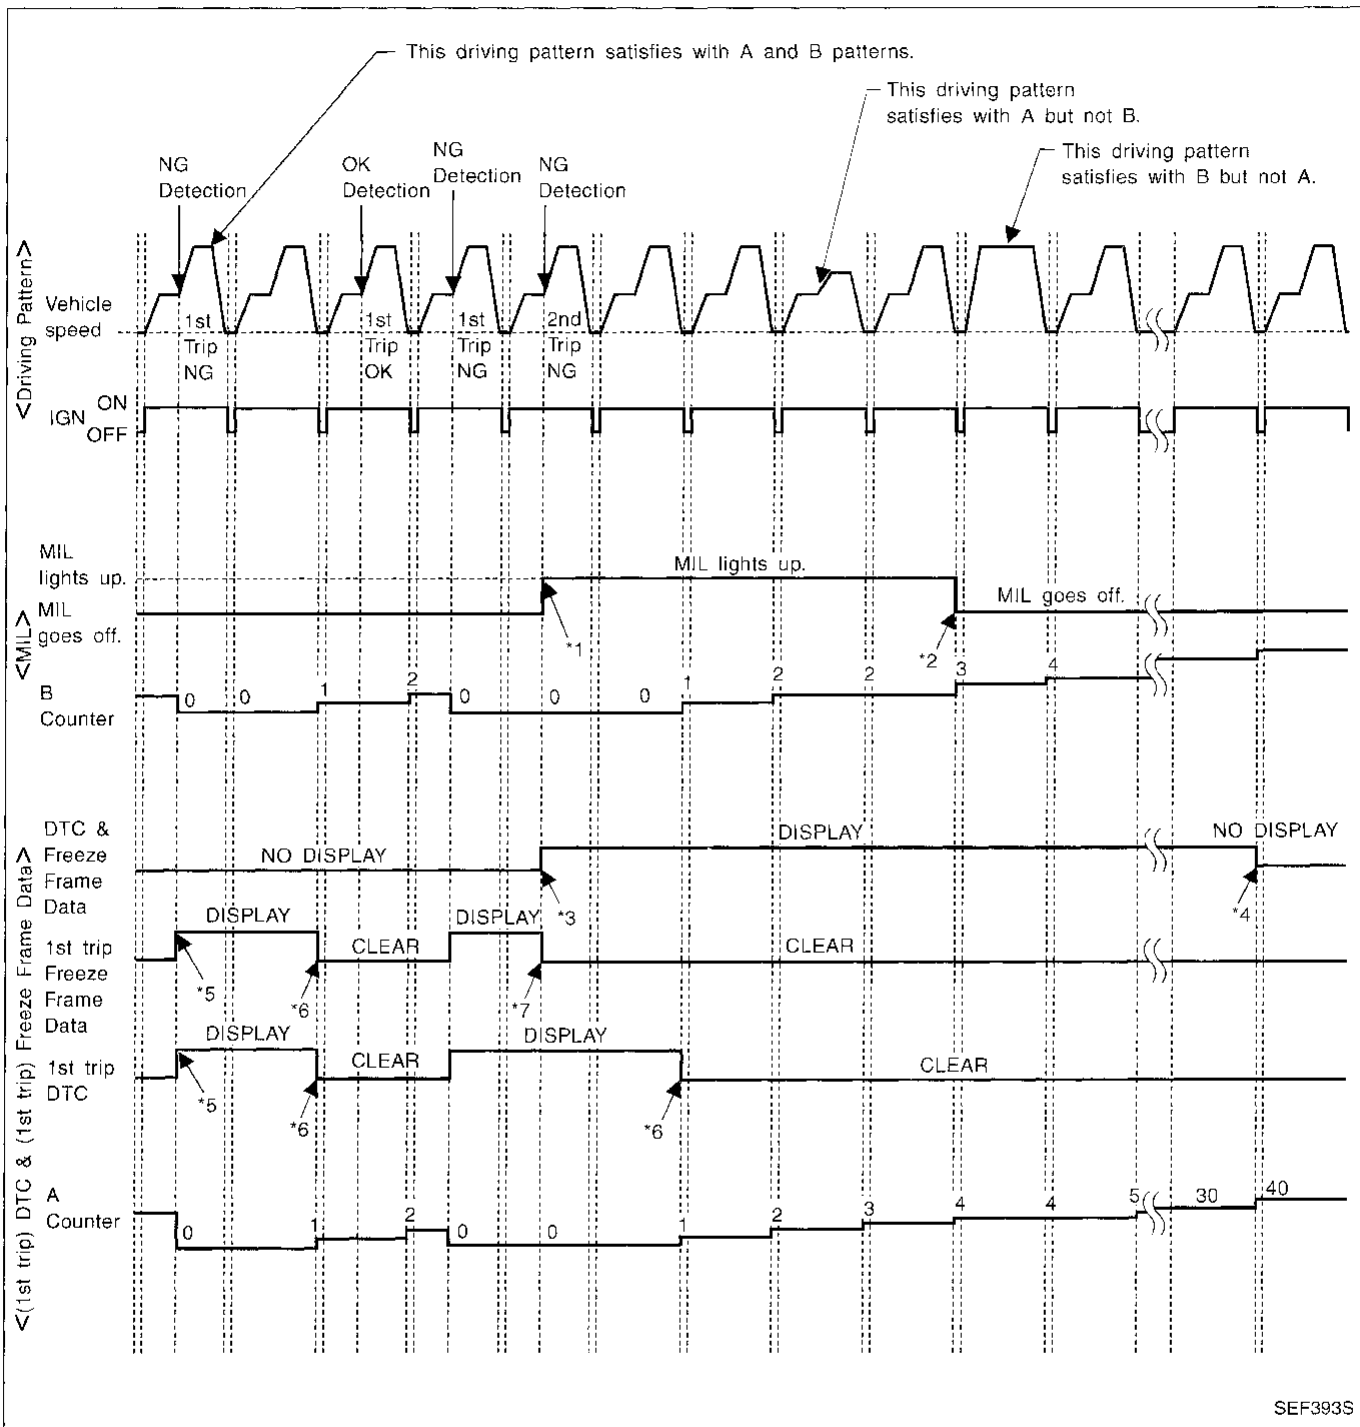 This driving pattern satisfies with A and B patterns.
This driving pattern
satisfies with A but not B.
This driving pattern
satisfies with B but not A.
NG
Detection
OK
Detection
NG
Detection
NG
Detection
<Driving Pattern>
Vehicle
speed
1st
Trip
NG
1st
Trip
OK
1st
Trip
NG
2nd
Trip
NG
IGN
ON
OFF
<MIL>
MIL
lights up.
MIL
goes off.
MIL lights up.
MIL goes off.
*1
*2
B
Counter
0 0 1 2 0 0 0 1 2 2 3 4
<(1st trip) DTC & (1st trip) Freeze Frame Data>
DTC &
Freeze
Frame
Data
NO DISPLAY
DISPLAY
NO DISPLAY
*3
*4
1st trip
Freeze
Frame
Data
DISPLAY
CLEAR
DISPLAY
CLEAR
*5
*6
*7
1st trip
DTC
DISPLAY
CLEAR
DISPLAY
CLEAR
*5
*6
*6
A
Counter
0 1 2 0 0 1 2 3 4 4 5 30 40
SEF393S